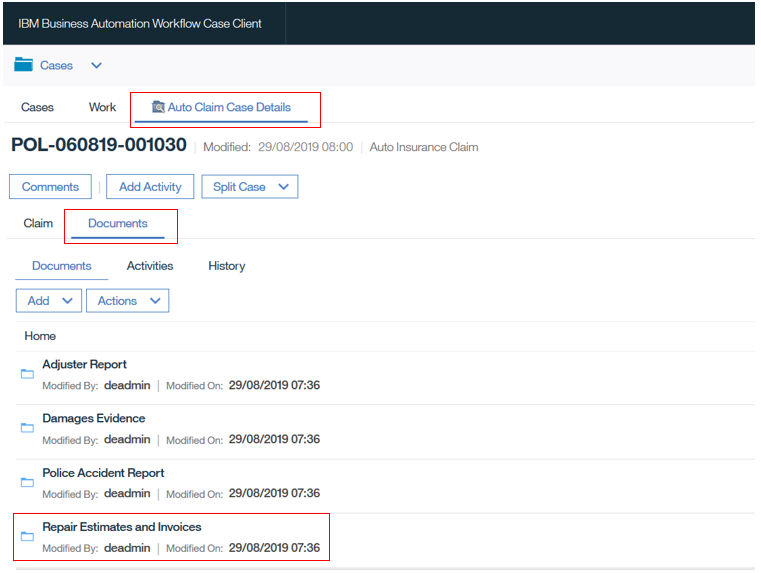 IBM Business Automation Workflow Case Client
Cases
Cases Work Auto Claim Case Details
POL-060819-001030 | Modified: 29/08/2019 08:00 | Auto Insurance Claim
Comments | Add Activity Split Case
Claim Documents
Documents Activities History
Add Actions
Home
Adjuster Report
Modified By: deadmin | Modified On: 29/08/2019 07:36
Damages Evidence
Modified By: deadmin | Modified On: 29/08/2019 07:36
Police Accident Report
Modified By: deadmin | Modified On: 29/08/2019 07:36
Repair Estimates and Invoices
Modified By: deadmin | Modified On: 29/08/2019 07:36